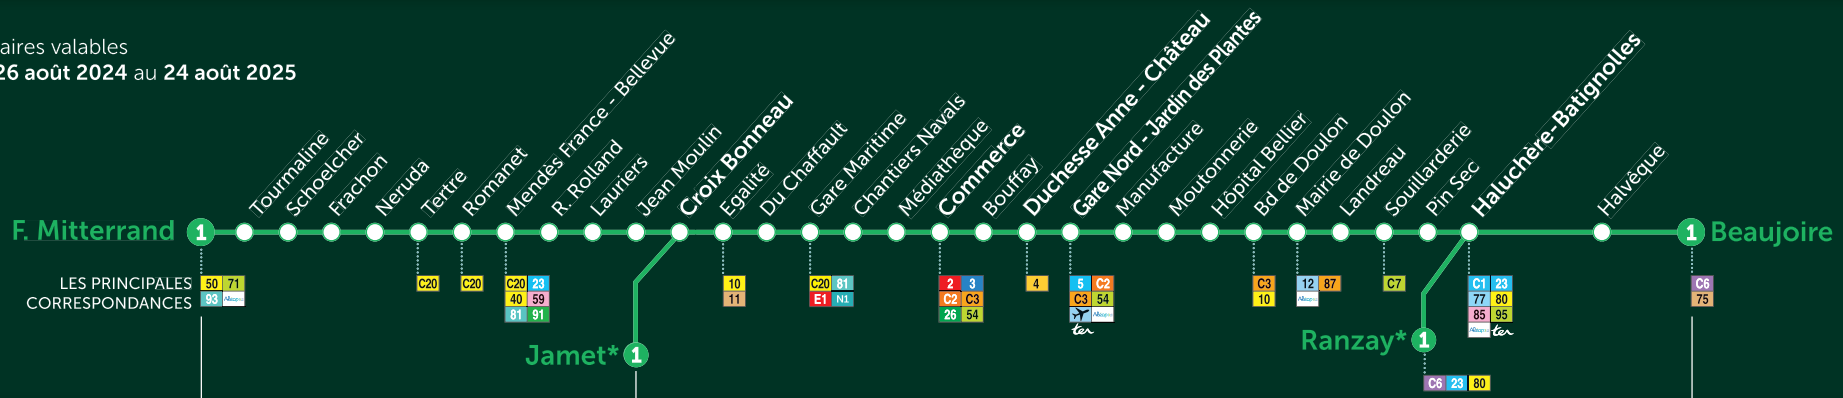 aires valables
26 août 2024 au 24 août 2025
F. Mitterrand
1
Tourmaline
Schoelcher
Frachon
Neruda
Tertre
Romanet
Mendès France - Bellevue
R. Rolland
Lauriers
Jean Moulin
Croix Bonneau
Egalité
Du Chaffault
Gare Maritime
Chantiers Navals
Médiathèque
Commerce
Bouffay
Duchesse Anne - Château
Gare Nord - Jardin des Plantes
Manufacture
Moutonnerie
Hôpital Bellier
Bd de Doulon
Mairie de Doulon
Landreau
Souillarderie
Pin Sec
Haluchère-Batignolles
Halvêque
1
Beaujoire
LES PRINCIPALES
CORRESPONDANCES
50 71
93
C20
C20
C20 23
40 59
81 91
10
11
C20 81
E1 N1
2 3
C2 C3
26 54
4
5 C2
C3 54
ter
C3
10
12 87
C7
C1 23
77 80
85 95
ter
C6
75
Jamet* 1
Ranzay* 1
C6 23 80